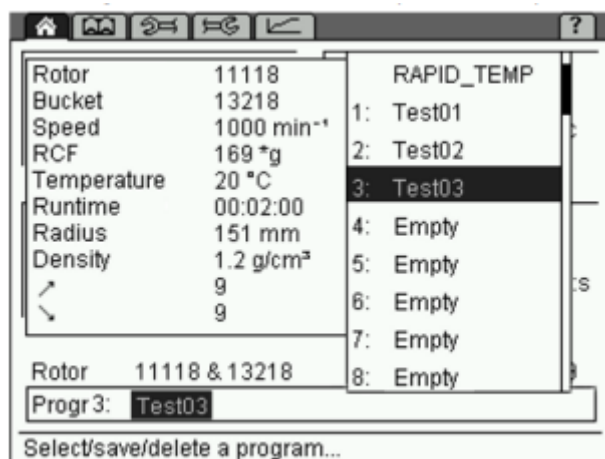 ?
Rotor 11118
Bucket 13218
Speed 1000 min⁻¹
RCF 169 *g
Temperature 20 °C
Runtime 00:02:00
Radius 151 mm
Density 1.2 g/cm³
↗ 9
↘ 9
RAPID_TEMP
1: Test01
2: Test02
3: Test03
4: Empty
5: Empty
6: Empty
7: Empty
8: Empty
Rotor 11118 & 13218
Progr 3: Test03
Select/save/delete a program...